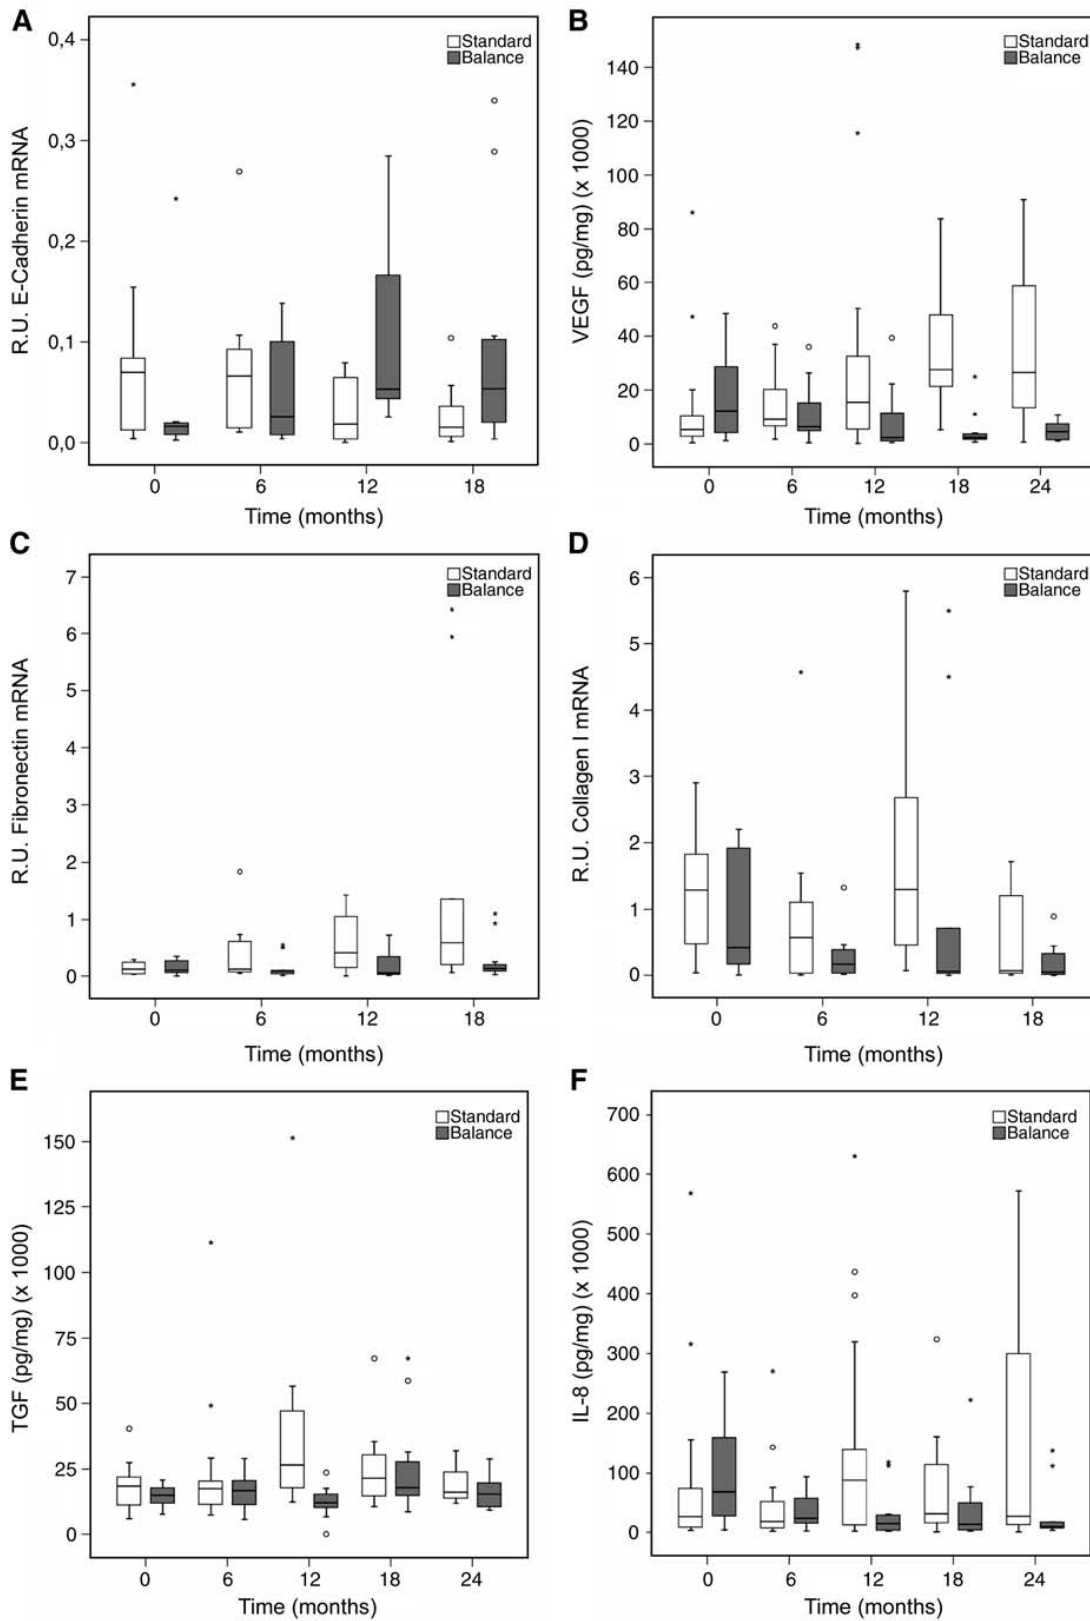 A
R.U. E-Cadherin mRNA
0,4
0,3
0,2
0,1
0,0
Standard
Balance
0 6 12 18
Time (months)
B
VEGF (pg/mg) (x 1000)
140
120
100
80
60
40
20
0
Standard
Balance
0 6 12 18 24
Time (months)
C
R.U. Fibronectin mRNA
7
6
5
4
3
2
1
0
Standard
Balance
0 6 12 18
Time (months)
D
R.U. Collagen I mRNA
6
5
4
3
2
1
0
Standard
Balance
0 6 12 18
Time (months)
E
TGF (pg/mg) (x 1000)
150
125
100
75
50
25
0
Standard
Balance
0 6 12 18 24
Time (months)
F
IL-8 (pg/mg) (x 1000)
700
600
500
400
300
200
100
0
Standard
Balance
0 6 12 18 24
Time (months)